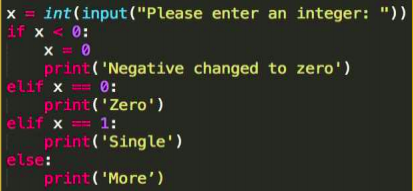 x = int(input("Please enter an integer: "))
if x < 0:
    x = 0
    print('Negative changed to zero')
elif x == 0:
    print('Zero')
elif x == 1:
    print('Single')
else:
    print('More’)